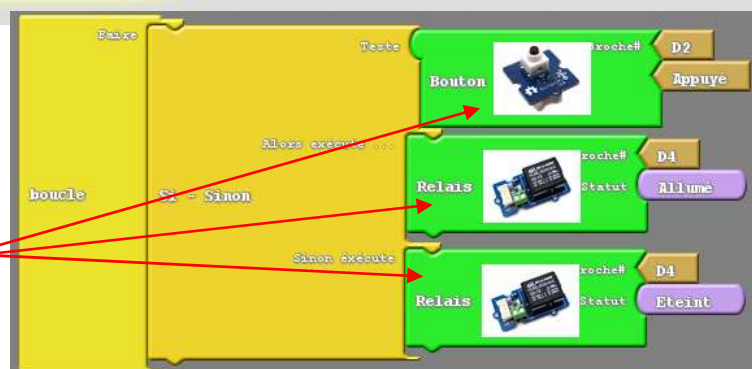 Faire
Teste
Broche# D2
Bouton
Appuyé
Alors exécute ...
roche# D4
boucle
Si - Sinon
Relais
Statut Allumé
Sinon éxécute
roche# D4
Relais
Statut Eteint